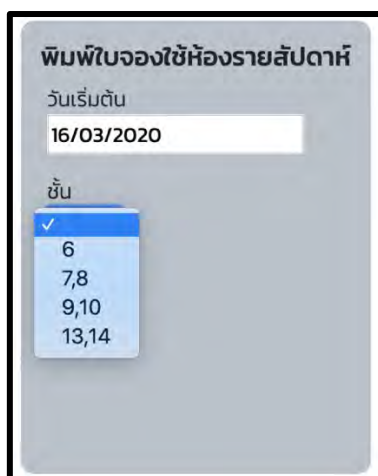 พิมพ์ใบจองใช้ห้องรายสัปดาห์
วันเริ่มต้น
16/03/2020
ชั้น
✓
6
7,8
9,10
13,14